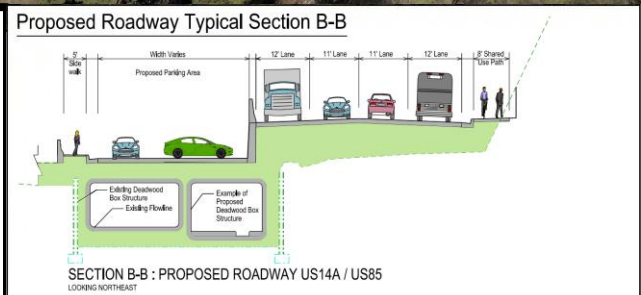 Proposed Roadway Typical Section B-B
5'
Side
walk
Width Varies
Proposed Parking Area
12' Lane
11' Lane
11' Lane
12' Lane
8' Shared
Use Path
Existing Deadwood
Box Structure
Existing Flowline
Example of
Proposed
Deadwood Box
Structure
SECTION B-B : PROPOSED ROADWAY US14A / US85
LOOKING NORTHEAST